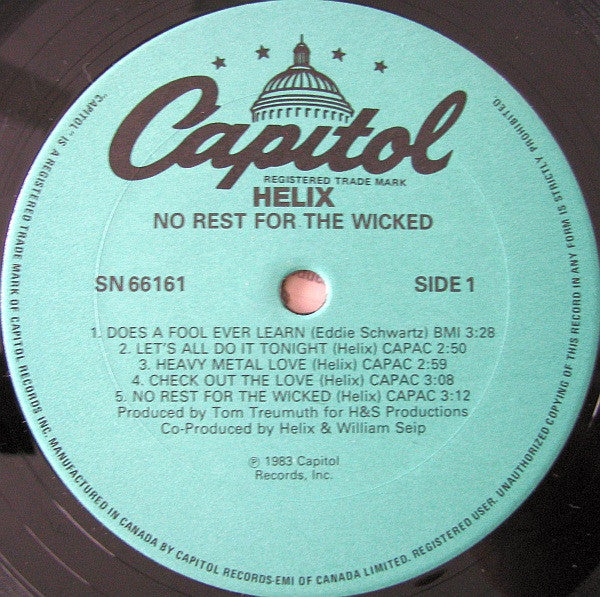 Capitol
REGISTERED TRADE MARK
HELIX
NO REST FOR THE WICKED
SN 66161
SIDE 1
1. DOES A FOOL EVER LEARN (Eddie Schwartz) BMI 3:28
2. LET'S ALL DO IT TONIGHT (Helix) CAPAC 2:50
3. HEAVY METAL LOVE (Helix) CAPAC 2:59
4. CHECK OUT THE LOVE (Helix) CAPAC 3:08
5. NO REST FOR THE WICKED (Helix) CAPAC 3:12
Produced by Tom Treumuth for H&S Productions
Co-Produced by Helix & William Seip
℗ 1983 Capitol
Records, Inc.
"CAPITOL" IS A REGISTERED TRADE MARK OF CAPITOL RECORDS INC. MANUFACTURED IN CANADA BY CAPITOL RECORDS-EMI OF CANADA LIMITED. REGISTERED USER. UNAUTHORIZED COPYING OF THIS RECORD IN ANY FORM IS STRICTLY PROHIBITED.